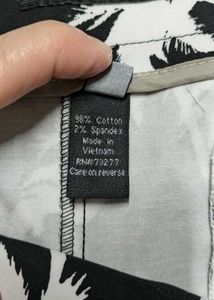 98% Cotton
2% Spandex
Made in
Vietnam
RN# 73277
Care on reverse